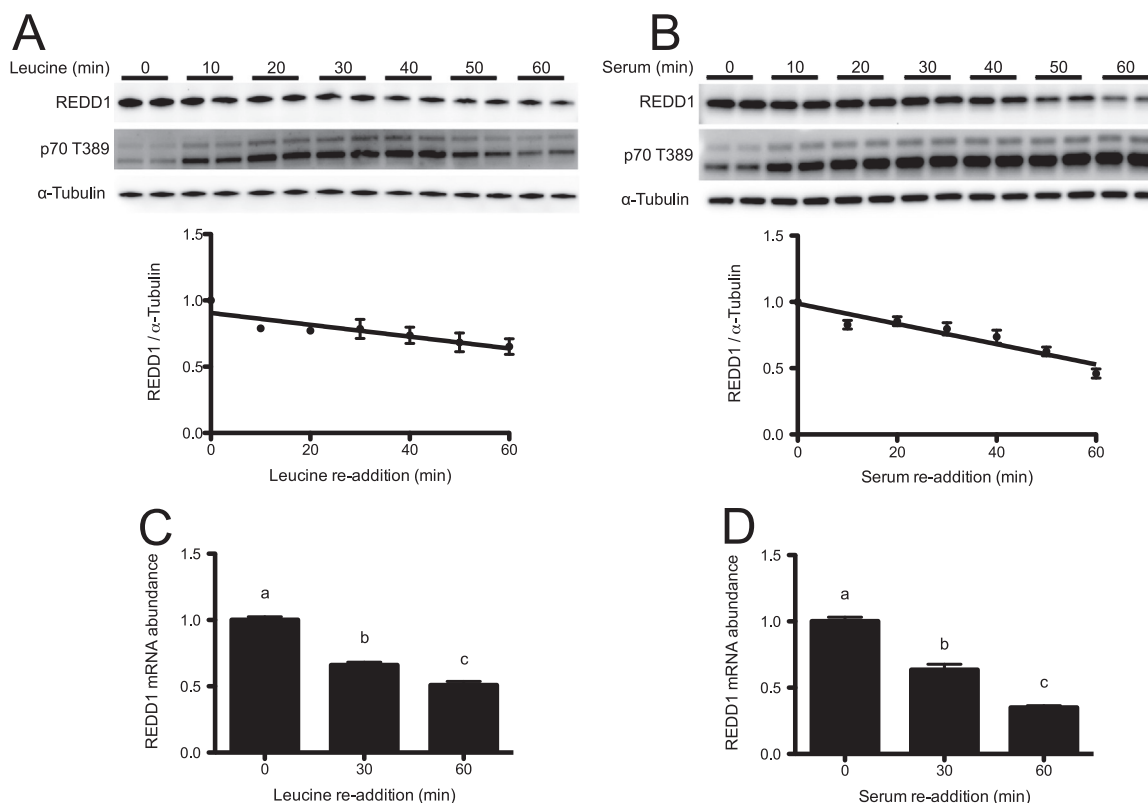 A
Leucine (min) 0 10 20 30 40 50 60
REDD1
p70 T389
α-Tubulin
1.5
1.0
0.5
0.0
REDD1 / α-Tubulin
0 20 40 60
Leucine re-addition (min)
B
Serum (min) 0 10 20 30 40 50 60
REDD1
p70 T389
α-Tubulin
1.5
1.0
0.5
0.0
REDD1 / α-Tubulin
0 20 40 60
Serum re-addition (min)
C
1.5
1.0
0.5
0.0
REDD1 mRNA abundance
a
b
c
0 30 60
Leucine re-addition (min)
D
1.5
1.0
0.5
0.0
REDD1 mRNA abundance
a
b
c
0 30 60
Serum re-addition (min)